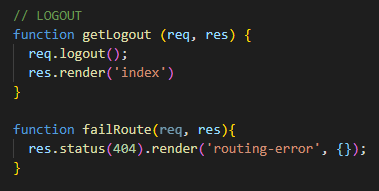 // LOGOUT
function getLogout (req, res) {
  req.logout();
  res.render('index')
}

function failRoute(req, res){
  res.status(404).render('routing-error', {});
}